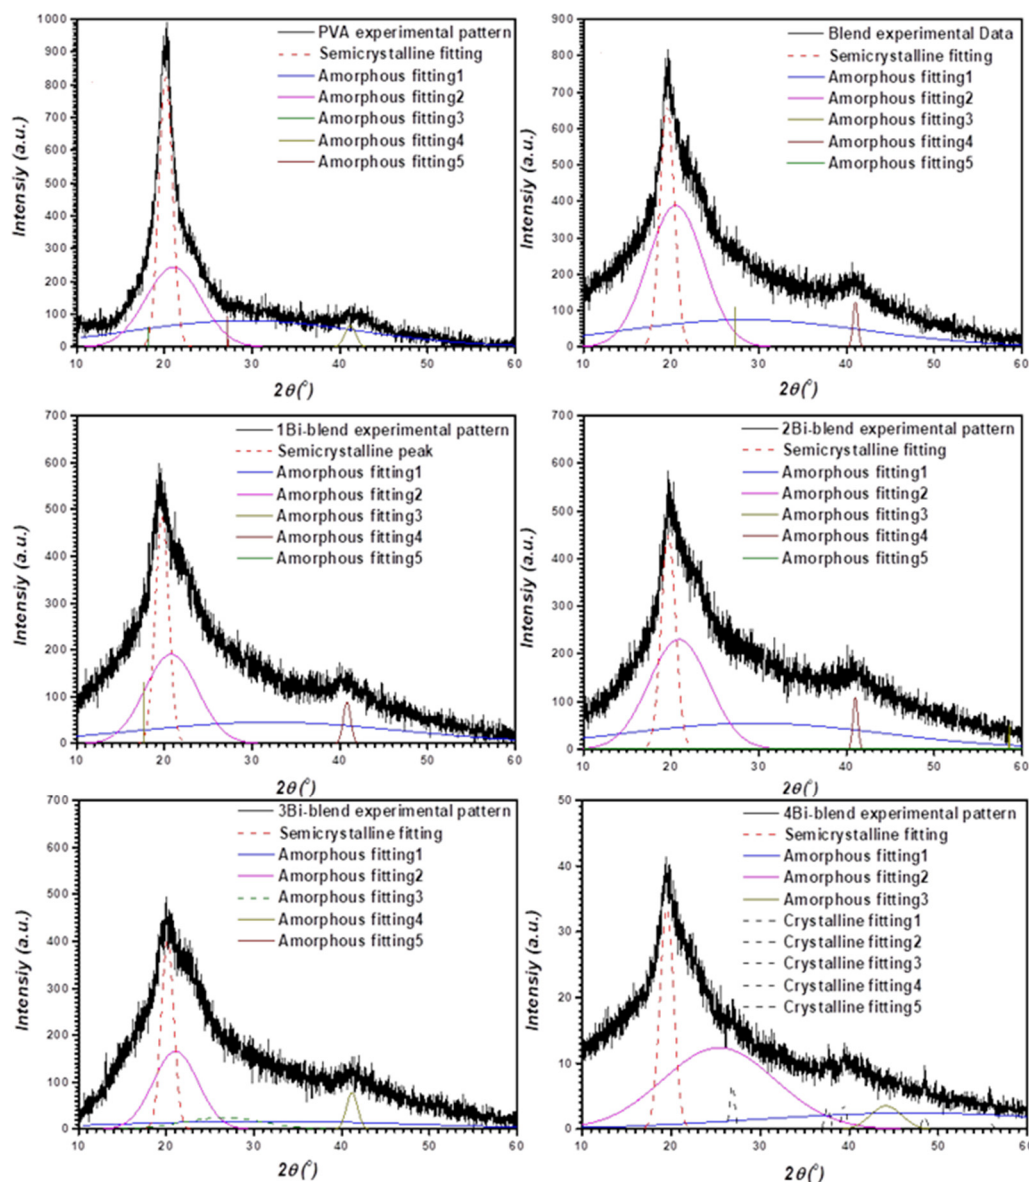 1000
900
800
700
600
500
400
300
200
100
0
Intensiy (a.u.)
PVA experimental pattern
Semicrystalline fitting
Amorphous fitting1
Amorphous fitting2
Amorphous fitting3
Amorphous fitting4
Amorphous fitting5
10 20 30 40 50 60
2θ(°)
900
800
700
600
500
400
300
200
100
0
Intensiy (a.u.)
Blend experimental Data
Semicrystalline fitting
Amorphous fitting1
Amorphous fitting2
Amorphous fitting3
Amorphous fitting4
Amorphous fitting5
10 20 30 40 50 60
2θ(°)
700
600
500
400
300
200
100
0
Intensiy (a.u.)
1Bi-blend experimental pattern
Semicrystalline peak
Amorphous fitting1
Amorphous fitting2
Amorphous fitting3
Amorphous fitting4
Amorphous fitting5
10 20 30 40 50 60
2θ(°)
700
600
500
400
300
200
100
0
Intensiy (a.u.)
2Bi-blend experimental pattern
Semicrystalline fitting
Amorphous fitting1
Amorphous fitting2
Amorphous fitting3
Amorphous fitting4
Amorphous fitting5
10 20 30 40 50 60
2θ(°)
700
600
500
400
300
200
100
0
Intensiy (a.u.)
3Bi-blend experimental pattern
Semicrystalline fitting
Amorphous fitting1
Amorphous fitting2
Amorphous fitting3
Amorphous fitting4
Amorphous fitting5
10 20 30 40 50 60
2θ(°)
50
40
30
20
10
0
Intensiy (a.u.)
4Bi-blend experimental pattern
Semicrystalline fitting
Amorphous fitting1
Amorphous fitting2
Amorphous fitting3
Crystalline fitting1
Crystalline fitting2
Crystalline fitting3
Crystalline fitting4
Crystalline fitting5
10 20 30 40 50 60
2θ(°)